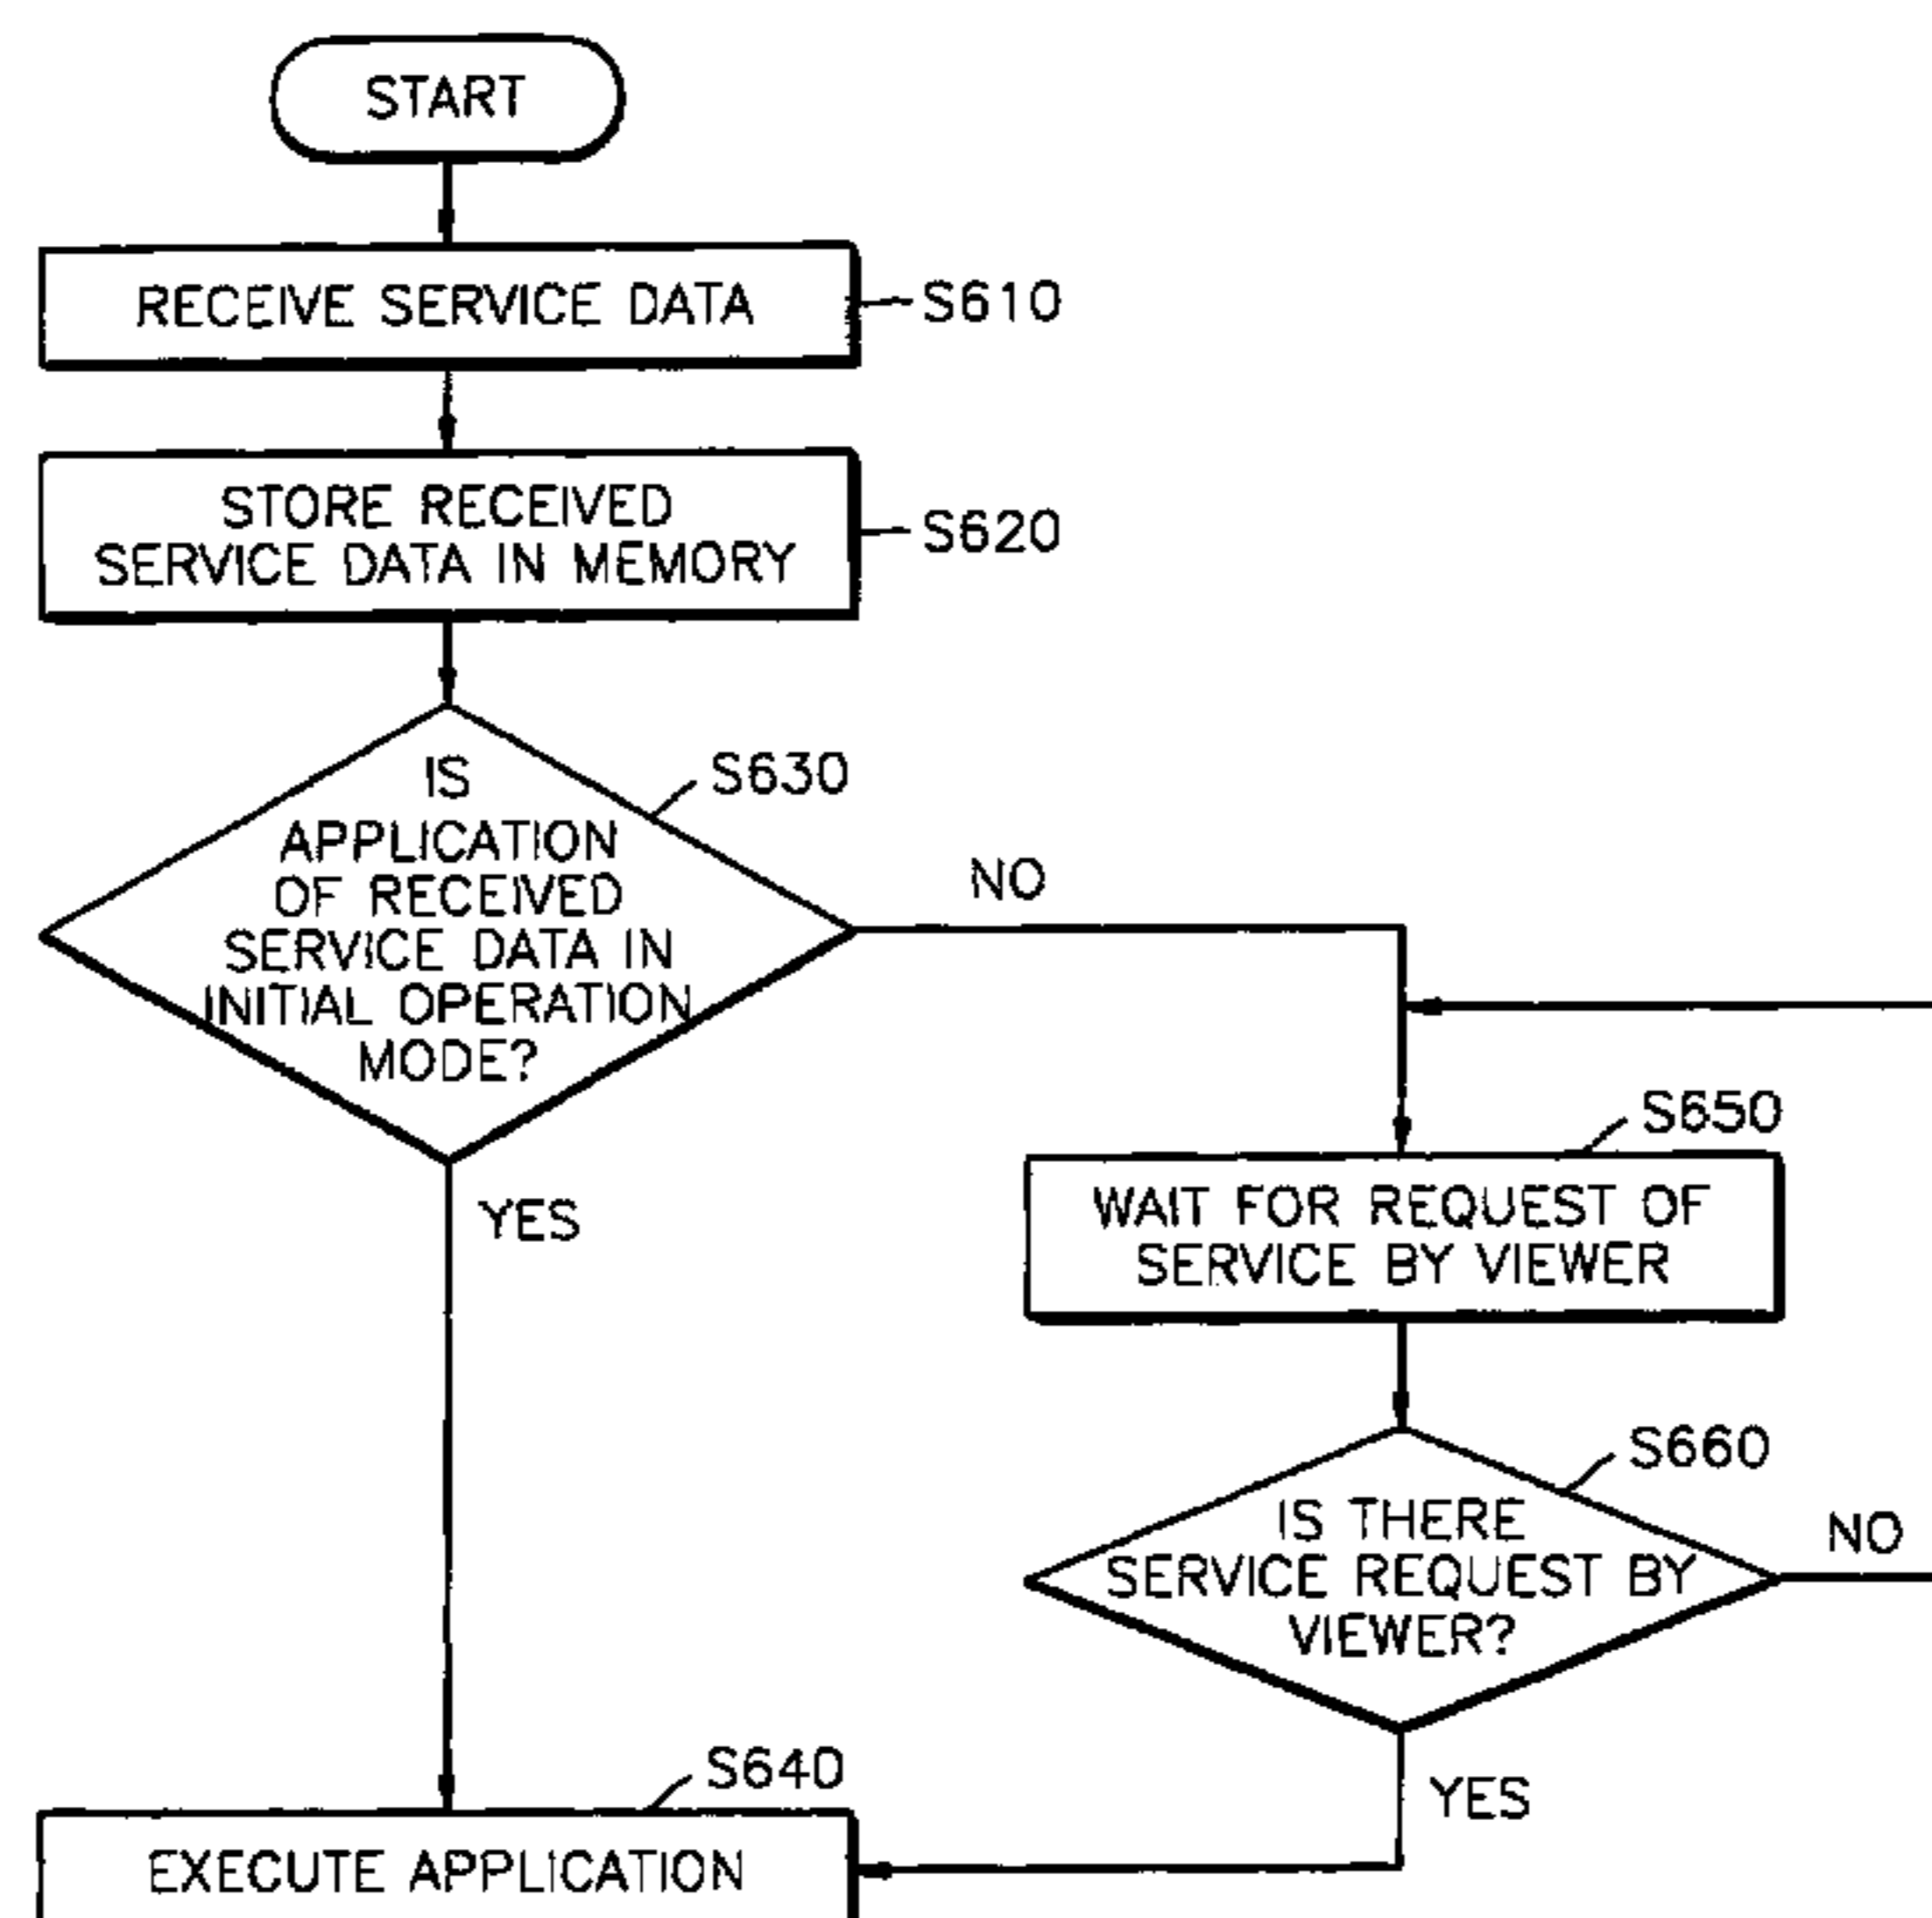 START
RECEIVE SERVICE DATA
S610
STORE RECEIVED
SERVICE DATA IN MEMORY
S620
IS
APPLICATION
OF RECEIVED
SERVICE DATA IN
INITIAL OPERATION
MODE?
S630
NO
YES
S650
WAIT FOR REQUEST OF
SERVICE BY VIEWER
S660
IS THERE
SERVICE REQUEST BY
VIEWER?
NO
YES
S640
EXECUTE APPLICATION